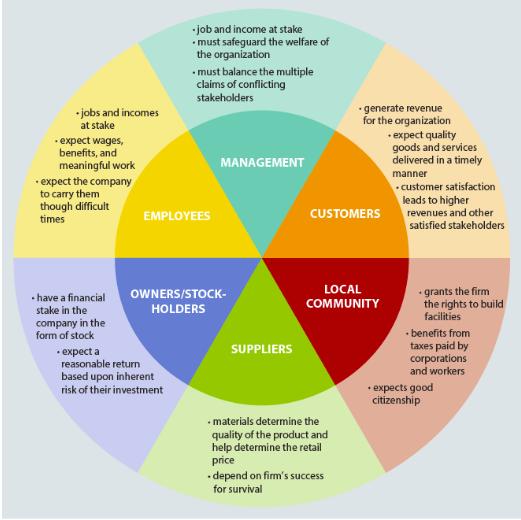 • job and income at stake
• must safeguard the welfare of
the organization
• must balance the multiple
claims of conflicting
stakeholders
MANAGEMENT
• generate revenue
for the organization
• expect quality
goods and services
delivered in a timely
manner
• customer satisfaction
leads to higher
revenues and other
satisfied stakeholders
CUSTOMERS
• grants the firm
the rights to build
facilities
• benefits from
taxes paid by
corporations
and workers
• expects good
citizenship
LOCAL
COMMUNITY
SUPPLIERS
• materials determine the
quality of the product and
help determine the retail
price
• depend on firm's success
for survival
OWNERS/STOCK-
HOLDERS
• have a financial
stake in the
company in the
form of stock
• expect a
reasonable return
based upon inherent
risk of their investment
EMPLOYEES
• jobs and incomes
at stake
• expect wages,
benefits, and
meaningful work
• expect the company
to carry them
though difficult
times